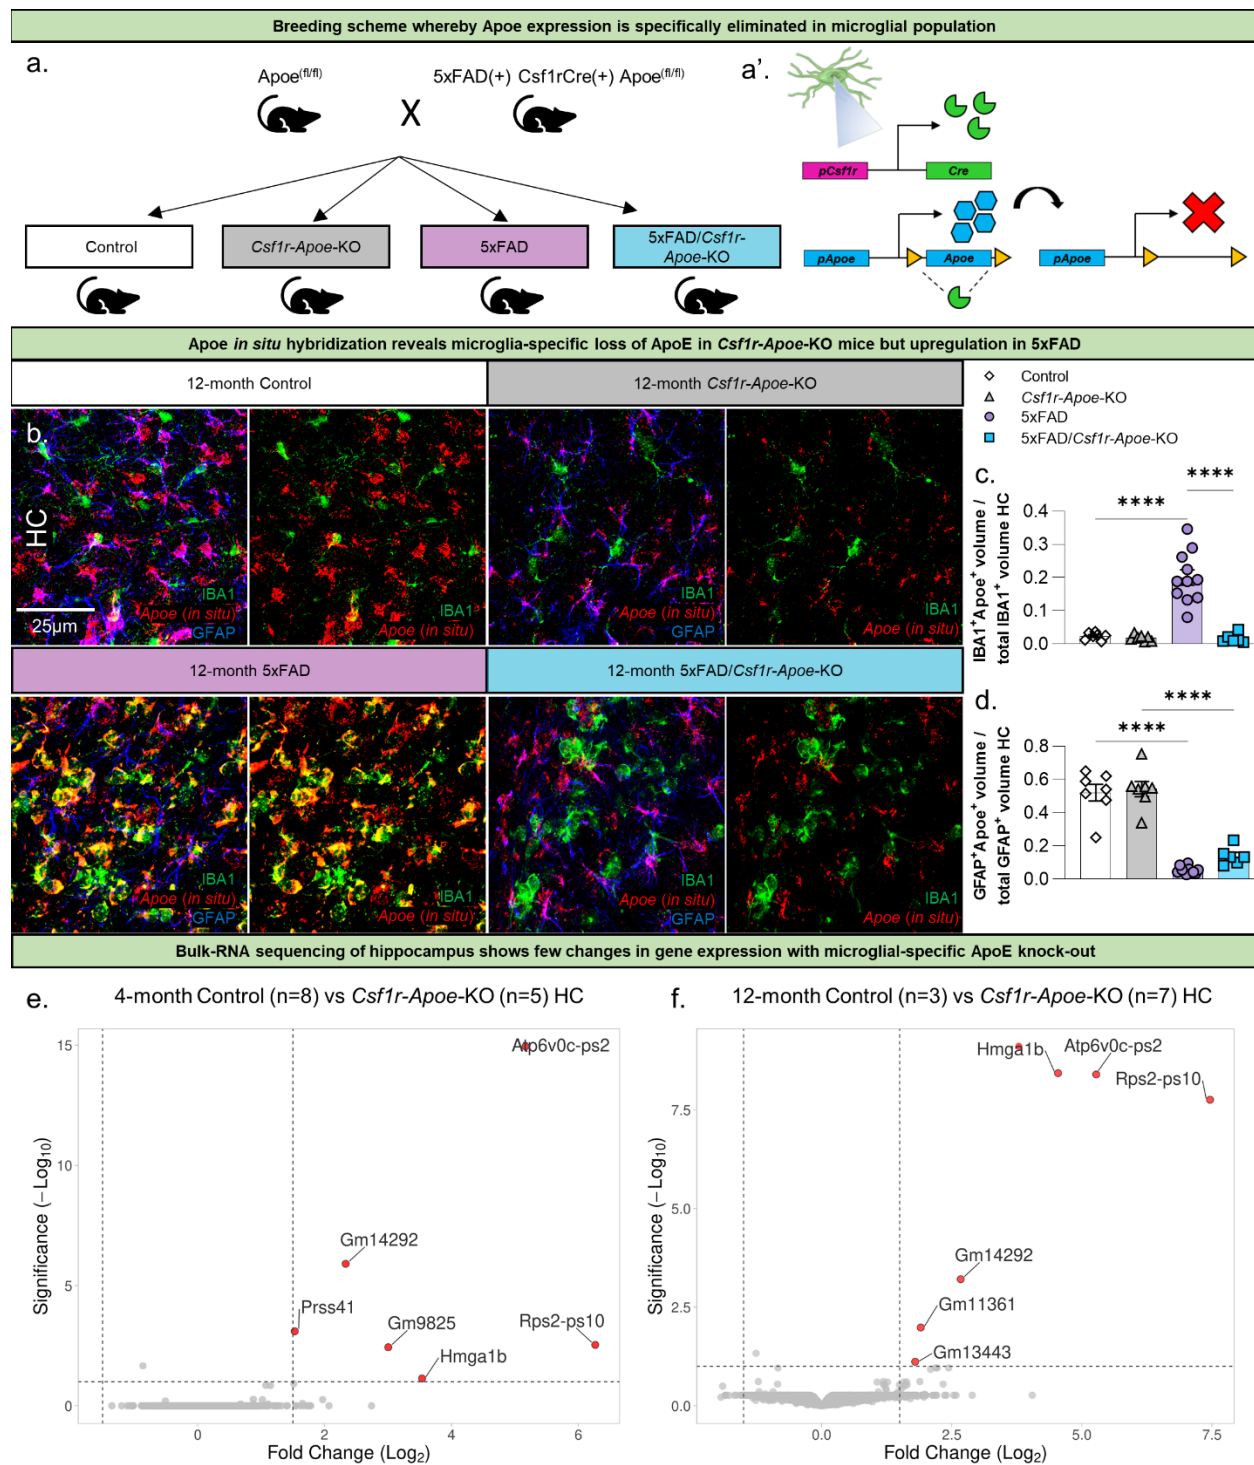 Breeding scheme whereby Apoe expression is specifically eliminated in microglial population
a.
Apoe(fl/fl)
X
5xFAD(+) Csf1rCre(+) Apoe(fl/fl)
Control
Csf1r-Apoe-KO
5xFAD
5xFAD/Csf1r-
Apoe-KO
a'.
pCsf1r
Cre
pApoe
Apoe
pApoe
Apoe in situ hybridization reveals microglia-specific loss of ApoE in Csf1r-Apoe-KO mice but upregulation in 5xFAD
12-month Control
12-month Csf1r-Apoe-KO
b.
HC
25µm
IBA1
Apoe (in situ)
GFAP
IBA1
Apoe (in situ)
IBA1
Apoe (in situ)
GFAP
IBA1
Apoe (in situ)
12-month 5xFAD
12-month 5xFAD/Csf1r-Apoe-KO
IBA1
Apoe (in situ)
GFAP
IBA1
Apoe (in situ)
IBA1
Apoe (in situ)
GFAP
IBA1
Apoe (in situ)
Control
Csf1r-Apoe-KO
5xFAD
5xFAD/Csf1r-Apoe-KO
c.
IBA1+Apoe+ volume /
total IBA1+ volume HC
0.4
0.3
0.2
0.1
0.0
****
****
d.
GFAP+Apoe+ volume /
total GFAP+ volume HC
0.8
0.6
0.4
0.2
0.0
****
****
Bulk-RNA sequencing of hippocampus shows few changes in gene expression with microglial-specific ApoE knock-out
e.
4-month Control (n=8) vs Csf1r-Apoe-KO (n=5) HC
Significance (−Log10)
15
10
5
0
Atp6v0c-ps2
Gm14292
Prss41
Gm9825
Rps2-ps10
Hmga1b
0
2
4
6
Fold Change (Log2)
f.
12-month Control (n=3) vs Csf1r-Apoe-KO (n=7) HC
Significance (−Log10)
7.5
5.0
2.5
0.0
Hmga1b
Atp6v0c-ps2
Rps2-ps10
Gm14292
Gm11361
Gm13443
0.0
2.5
5.0
7.5
Fold Change (Log2)